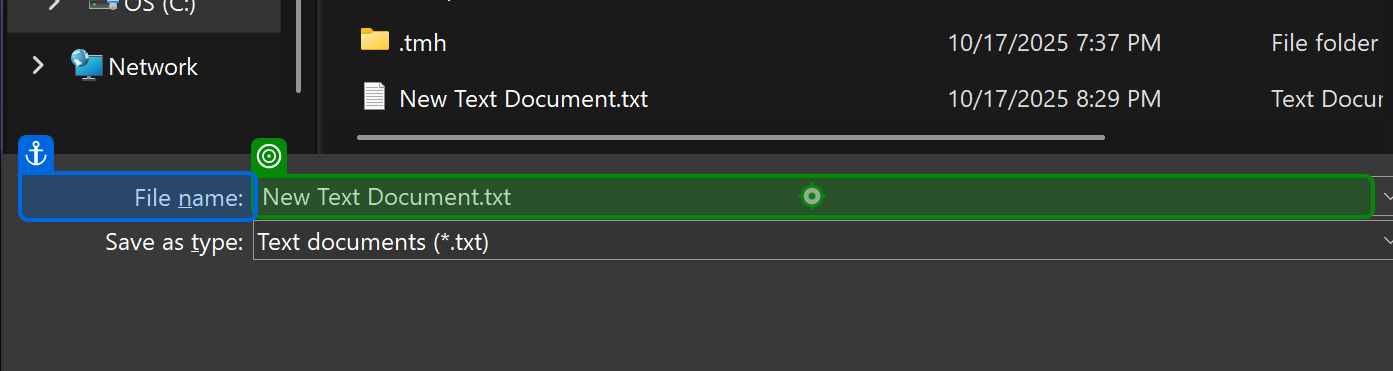 OS (C:)
Network
.tmh 10/17/2025 7:37 PM File folder
New Text Document.txt 10/17/2025 8:29 PM Text Docu
File name: New Text Document.txt
Save as type: Text documents (*.txt)